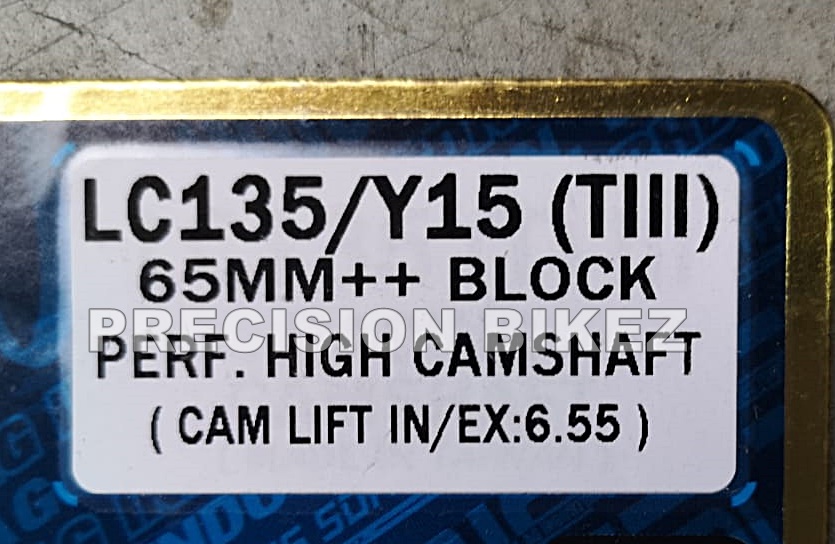 LC135/Y15 (TIII)
65MM++ BLOCK
PRECISION BIKEZ
PERF. HIGH CAMSHAFT
( CAM LIFT IN/EX:6.55 )